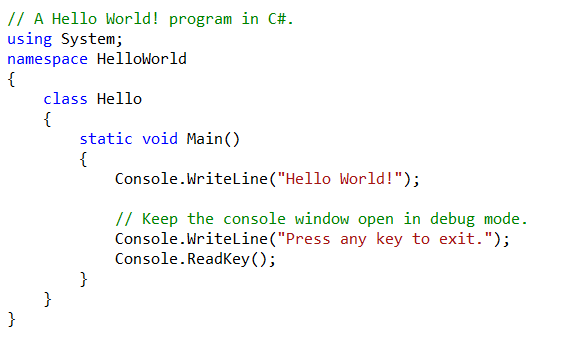 // A Hello World! program in C#.
using System;
namespace HelloWorld
{
    class Hello
    {
        static void Main()
        {
            Console.WriteLine("Hello World!");

            // Keep the console window open in debug mode.
            Console.WriteLine("Press any key to exit.");
            Console.ReadKey();
        }
    }
}